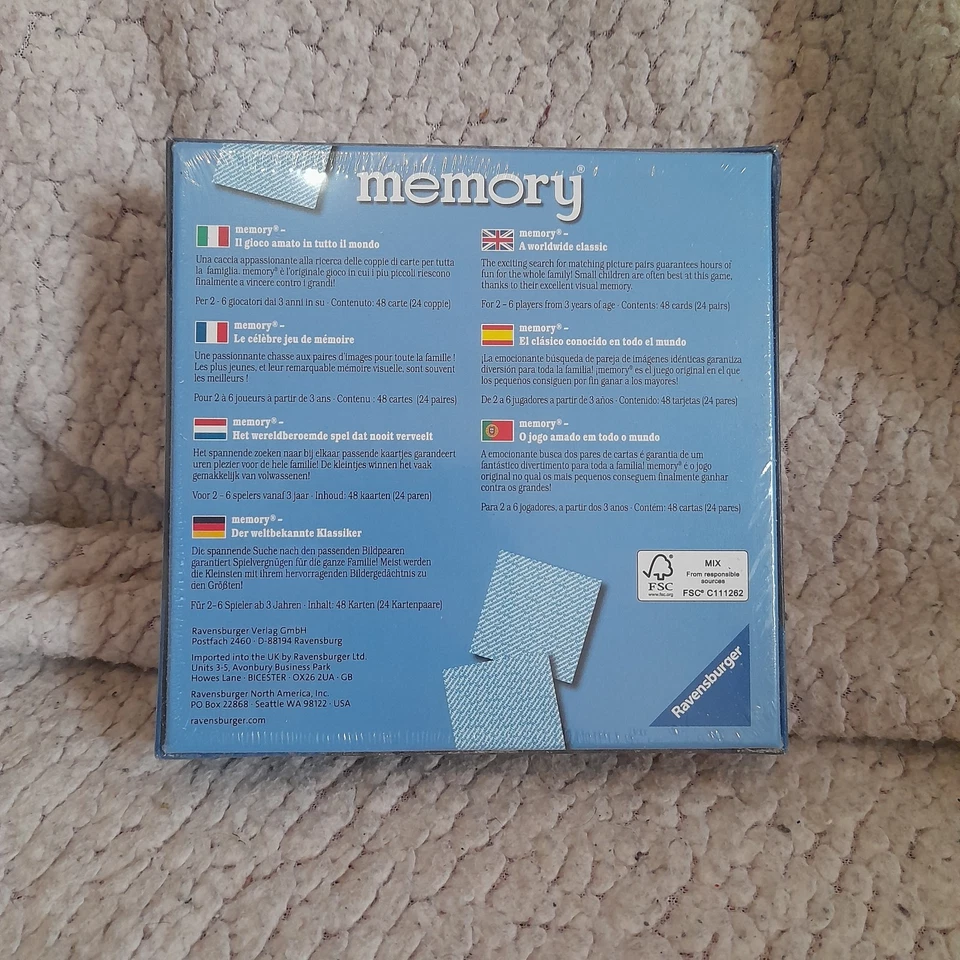 memory®
memory® –
Il gioco amato in tutto il mondo
Una caccia appassionante alla ricerca delle coppie di carte per tutta
la famiglia. memory® è l'originale gioco in cui i più piccoli riescono
finalmente a vincere contro i grandi!
Per 2 - 6 giocatori dai 3 anni in su · Contenuto: 48 carte (24 coppie)
memory® –
Le célèbre jeu de mémoire
Une passionnante chasse aux paires d'images pour toute la famille !
Les plus jeunes, et leur remarquable mémoire visuelle, sont souvent
les meilleurs !
Pour 2 à 6 joueurs à partir de 3 ans · Contenu : 48 cartes (24 paires)
memory® –
Het wereldberoemde spel dat nooit verveelt
Het spannende zoeken naar bij elkaar passende kaartjes garandeert
uren plezier voor de hele familie! De kleintjes winnen het vaak
gemakkelijk van volwassenen!
Voor 2 – 6 spelers vanaf 3 jaar · Inhoud: 48 kaarten (24 paren)
memory® –
Der weltbekannte Klassiker
Die spannende Suche nach den passenden Bildpaaren
garantiert Spielvergnügen für die ganze Familie! Meist werden
die Kleinsten mit ihrem hervorragenden Bildergedächtnis zu
den Größten!
Für 2–6 Spieler ab 3 Jahren · Inhalt: 48 Karten (24 Kartenpaare)
Ravensburger Verlag GmbH
Postfach 2460 · D-88194 Ravensburg
Imported into the UK by Ravensburger Ltd.
Units 3-5, Avonbury Business Park
Howes Lane · BICESTER · OX26 2UA · GB
Ravensburger North America, Inc.
PO Box 22868 · Seattle WA 98122 · USA
ravensburger.com
memory® –
A worldwide classic
The exciting search for matching picture pairs guarantees hours of
fun for the whole family! Small children are often best at this game,
thanks to their excellent visual memory.
For 2 – 6 players from 3 years of age · Contents: 48 cards (24 pairs)
memory® –
El clásico conocido en todo el mundo
¡La emocionante búsqueda de pareja de imágenes idénticas garantiza
diversión para toda la familia! ¡memory® es el juego original en el que
los pequeños consiguen por fin ganar a los mayores!
De 2 a 6 jugadores a partir de 3 años · Contenido: 48 tarjetas (24 pares)
memory® –
O jogo amado em todo o mundo
A emocionante busca dos pares de cartas é garantia de um
fantástico divertimento para toda a família! memory® é o jogo
original no qual os mais pequenos conseguem finalmente ganhar
contra os grandes!
Para 2 a 6 jogadores, a partir dos 3 anos · Contém: 48 cartas (24 pares)
FSC
www.fsc.org
MIX
From responsible
sources
FSC® C111262
Ravensburger